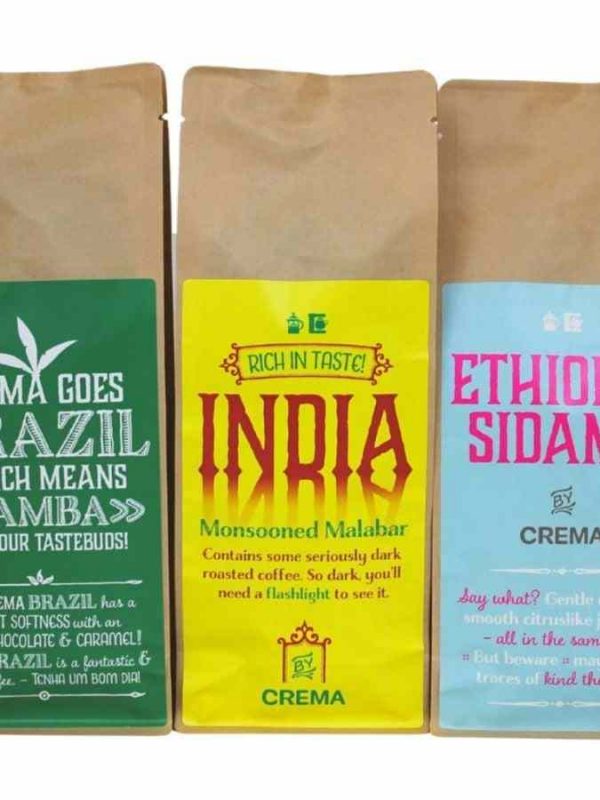 MA GOES
RAZIL
CH MEANS
AMBA»
OUR TASTEBUDS!
EMA BRAZIL has a
T SOFTNESS with an
HOCOLATE & CARAMEL!
RAZIL is a fantastic &
fee. – TENHA UM BOM DIA!
RICH IN TASTE!
INDIA
Monsooned Malabar
Contains some seriously dark
roasted coffee. So dark, you'll
need a flashlight to see it.
BY
CREMA
ETHIO
SIDAM
BY
CREMA
Say what? Gentle
smooth citruslike
– all in the sam
But beware
traces of kind th